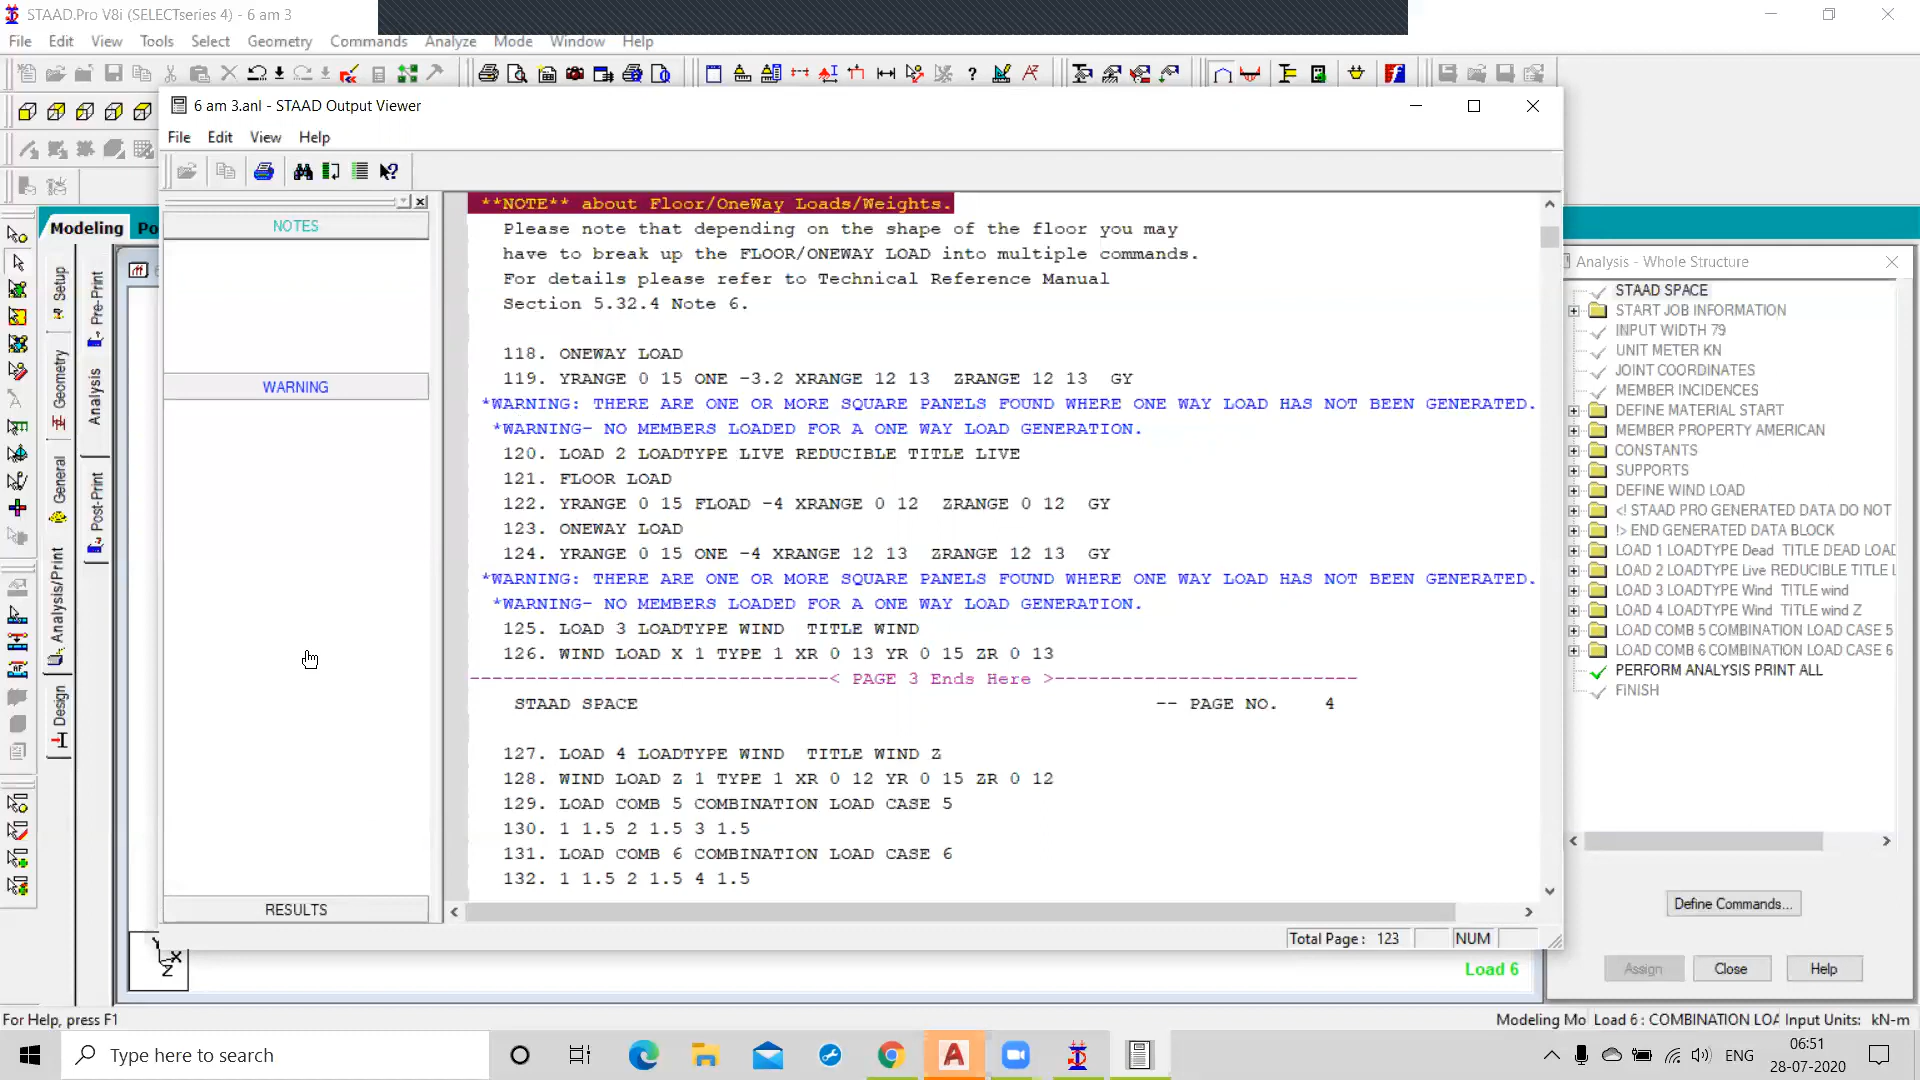 STAAD.Pro V8i (SELECTseries 4) - 6 am 3
File Edit View Tools Select Geometry Commands Analyze Mode Window Help
6 am 3.anl - STAAD Output Viewer
File Edit View Help
NOTES
WARNING
RESULTS
Modeling Po
Setup
Geometry
General
Analysis/Print
Design
Pre-Print
Analysis
Post-Print
**NOTE** about Floor/OneWay Loads/Weights.
Please note that depending on the shape of the floor you may
have to break up the FLOOR/ONEWAY LOAD into multiple commands.
For details please refer to Technical Reference Manual
Section 5.32.4 Note 6.
118. ONEWAY LOAD
119. YRANGE 0 15 ONE -3.2 XRANGE 12 13 ZRANGE 12 13 GY
*WARNING: THERE ARE ONE OR MORE SQUARE PANELS FOUND WHERE ONE WAY LOAD HAS NOT BEEN GENERATED.
*WARNING- NO MEMBERS LOADED FOR A ONE WAY LOAD GENERATION.
120. LOAD 2 LOADTYPE LIVE REDUCIBLE TITLE LIVE
121. FLOOR LOAD
122. YRANGE 0 15 FLOAD -4 XRANGE 0 12 ZRANGE 0 12 GY
123. ONEWAY LOAD
124. YRANGE 0 15 ONE -4 XRANGE 12 13 ZRANGE 12 13 GY
*WARNING: THERE ARE ONE OR MORE SQUARE PANELS FOUND WHERE ONE WAY LOAD HAS NOT BEEN GENERATED.
*WARNING- NO MEMBERS LOADED FOR A ONE WAY LOAD GENERATION.
125. LOAD 3 LOADTYPE WIND TITLE WIND
126. WIND LOAD X 1 TYPE 1 XR 0 13 YR 0 15 ZR 0 13
--------------------------------< PAGE 3 Ends Here >---------------------------
STAAD SPACE -- PAGE NO. 4
127. LOAD 4 LOADTYPE WIND TITLE WIND Z
128. WIND LOAD Z 1 TYPE 1 XR 0 12 YR 0 15 ZR 0 12
129. LOAD COMB 5 COMBINATION LOAD CASE 5
130. 1 1.5 2 1.5 3 1.5
131. LOAD COMB 6 COMBINATION LOAD CASE 6
132. 1 1.5 2 1.5 4 1.5
Total Page : 123 NUM
Load 6
Y
X
Z
Analysis - Whole Structure
STAAD SPACE
START JOB INFORMATION
INPUT WIDTH 79
UNIT METER KN
JOINT COORDINATES
MEMBER INCIDENCES
DEFINE MATERIAL START
MEMBER PROPERTY AMERICAN
CONSTANTS
SUPPORTS
DEFINE WIND LOAD
<! STAAD PRO GENERATED DATA DO NOT
!> END GENERATED DATA BLOCK
LOAD 1 LOADTYPE Dead TITLE DEAD LOAD
LOAD 2 LOADTYPE Live REDUCIBLE TITLE L
LOAD 3 LOADTYPE Wind TITLE wind
LOAD 4 LOADTYPE Wind TITLE wind Z
LOAD COMB 5 COMBINATION LOAD CASE 5
LOAD COMB 6 COMBINATION LOAD CASE 6
PERFORM ANALYSIS PRINT ALL
FINISH
Define Commands...
Assign Close Help
For Help, press F1
Modeling Mo Load 6 : COMBINATION LOA Input Units: kN-m
Type here to search
ENG
06:51
28-07-2020